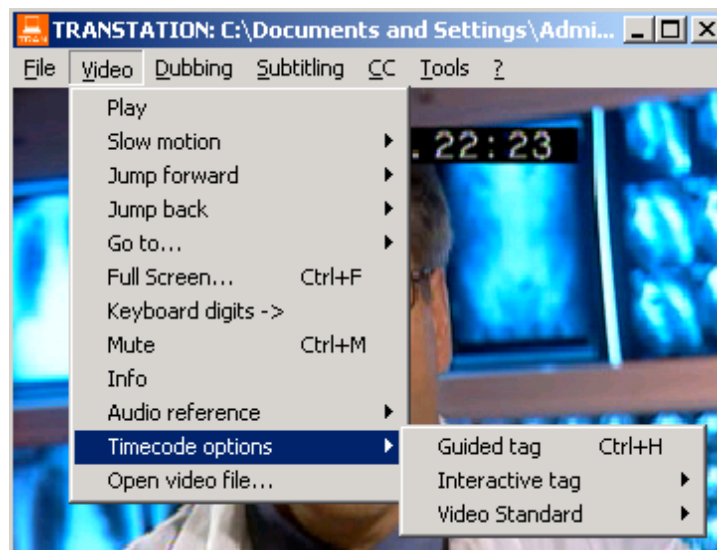 TRAN
TRANSTATION: C:\Documents and Settings\Admi...
File Video Dubbing Subtitling CC Tools ?
. 22:23
Play
Slow motion
Jump forward
Jump back
Go to...
Full Screen... Ctrl+F
Keyboard digits ->
Mute Ctrl+M
Info
Audio reference
Timecode options
Open video file...
Guided tag Ctrl+H
Interactive tag
Video Standard